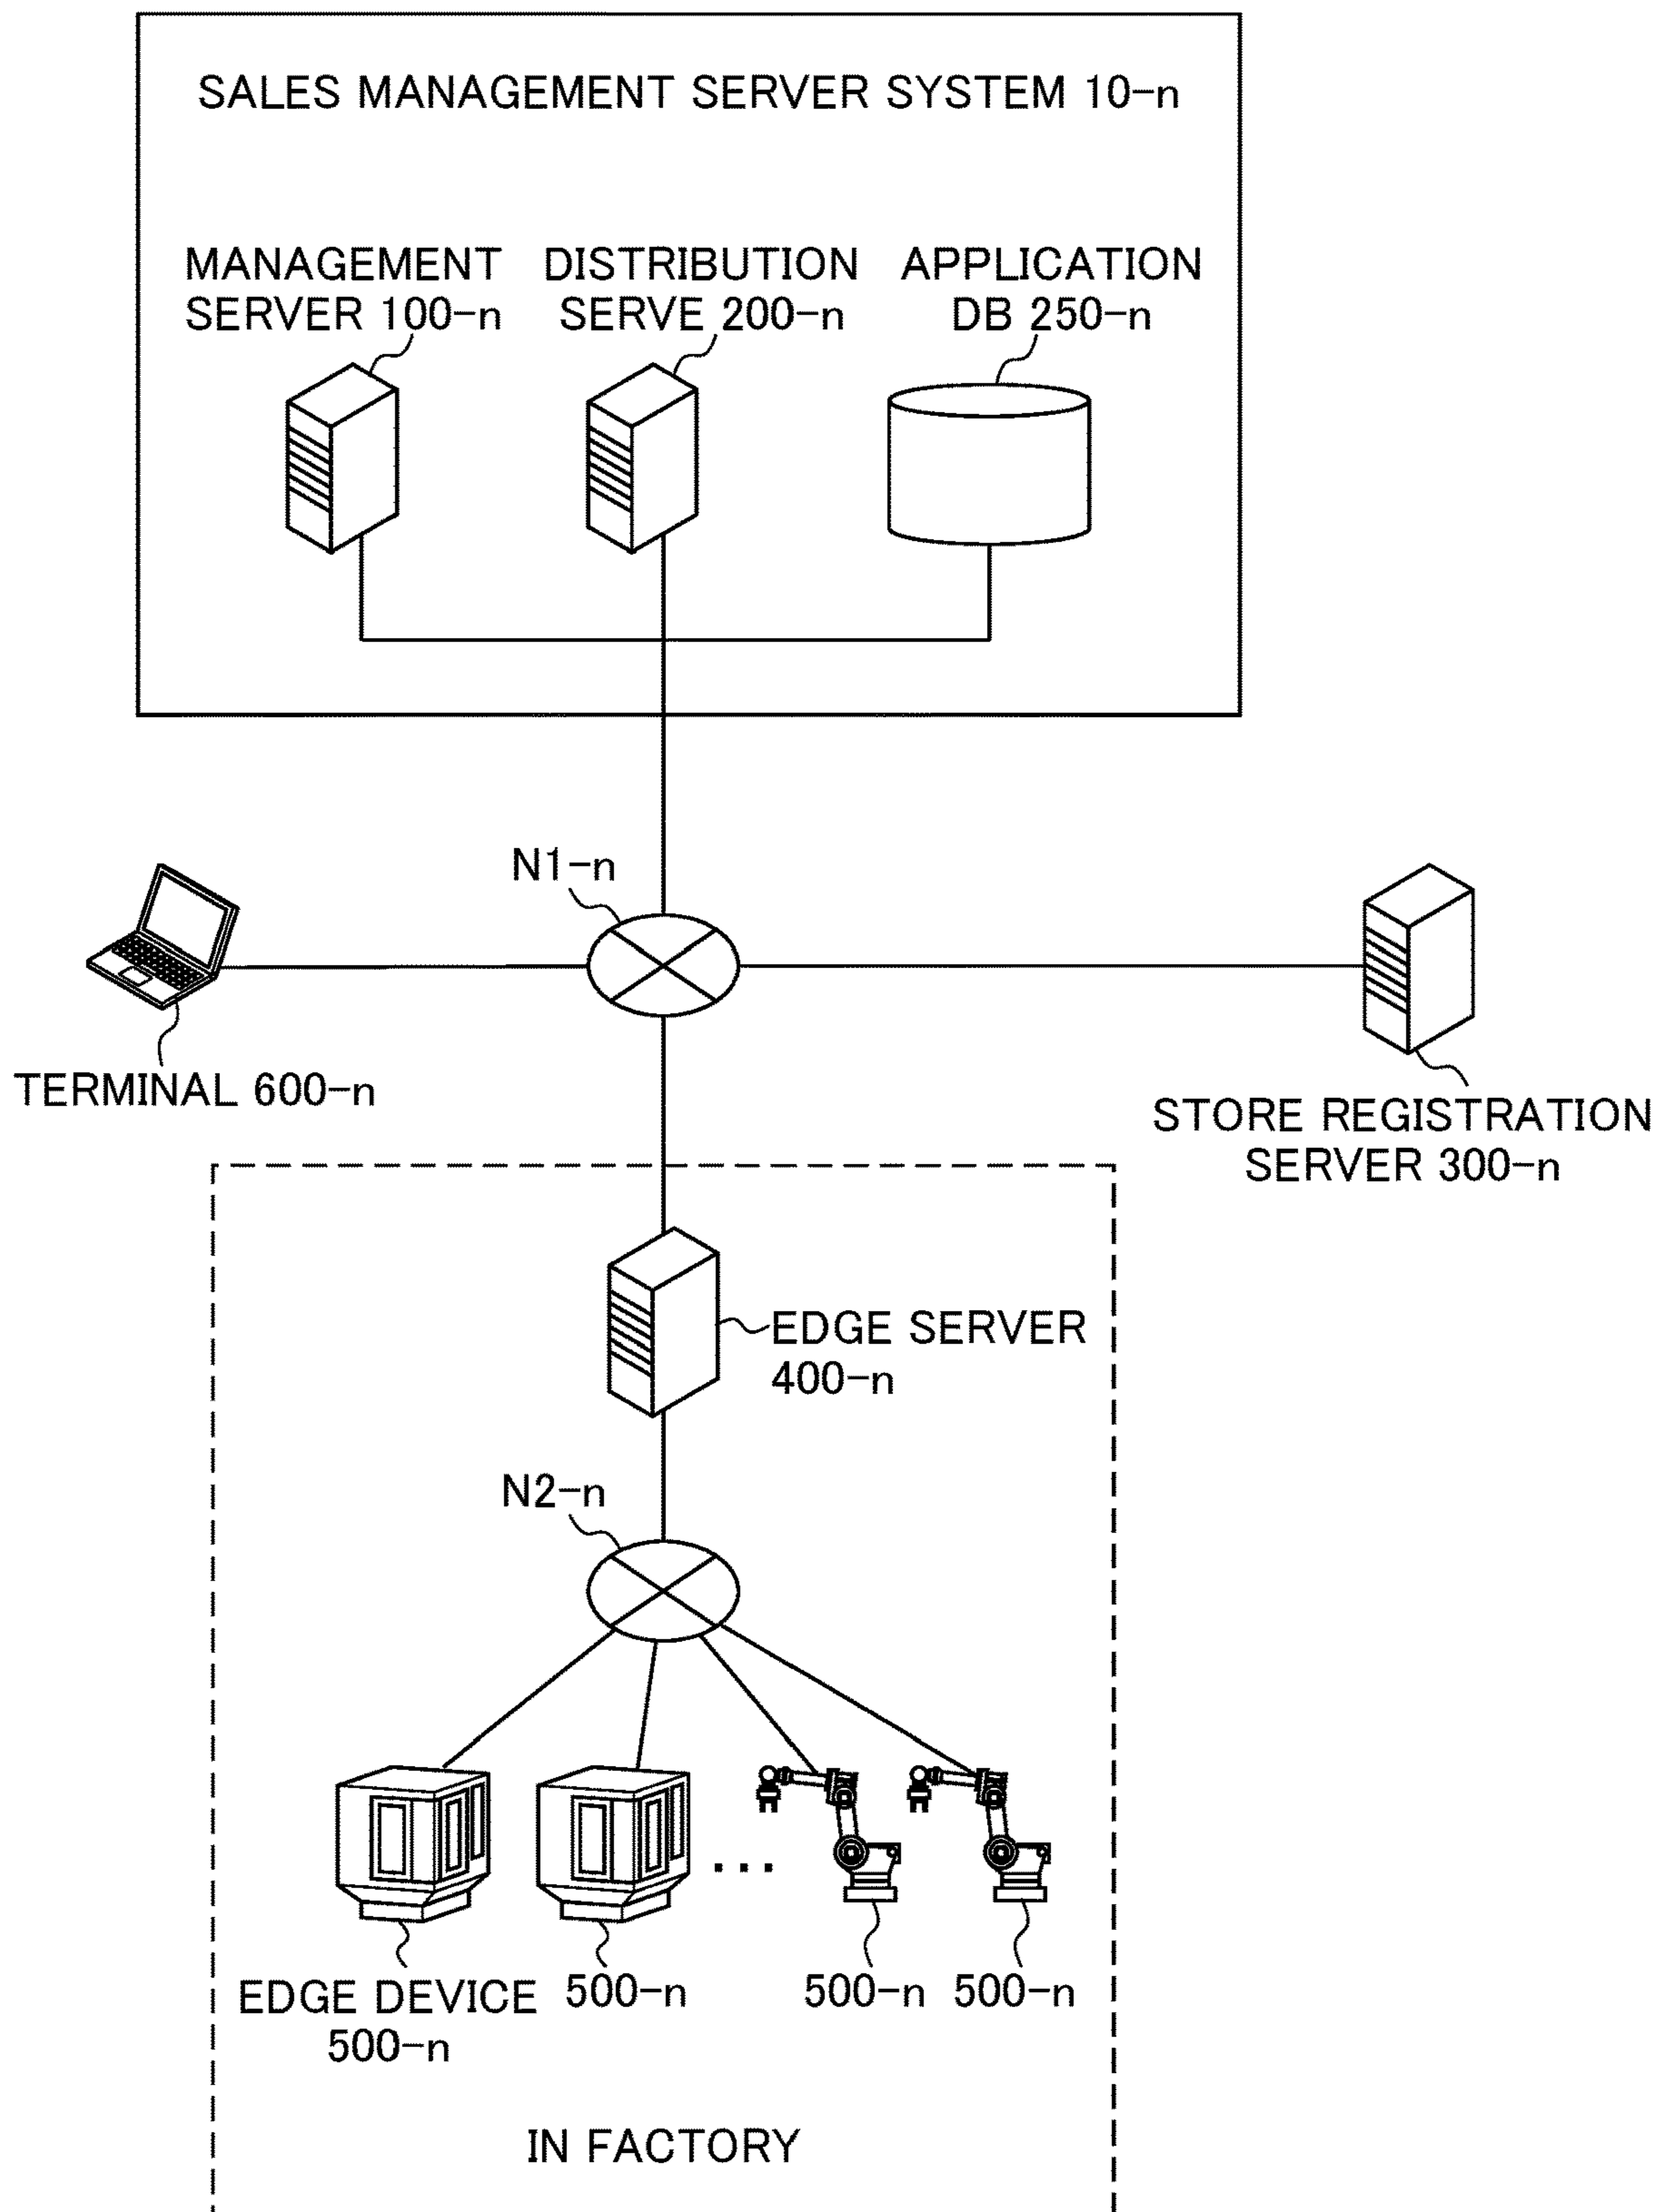 SALES MANAGEMENT SERVER SYSTEM 10-n
MANAGEMENT
SERVER 100-n
DISTRIBUTION
SERVE 200-n
APPLICATION
DB 250-n
N1-n
TERMINAL 600-n
STORE REGISTRATION
SERVER 300-n
EDGE SERVER
400-n
N2-n
...
EDGE DEVICE
500-n
500-n
500-n
500-n
IN FACTORY